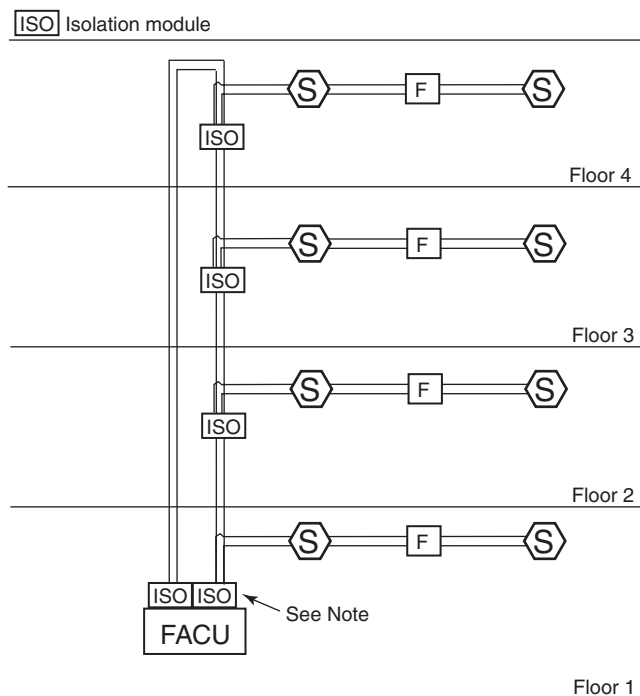 ISO Isolation module
S F S
ISO
Floor 4
S F S
ISO
Floor 3
S F S
ISO
Floor 2
S F S
ISO ISO
See Note
FACU
Floor 1